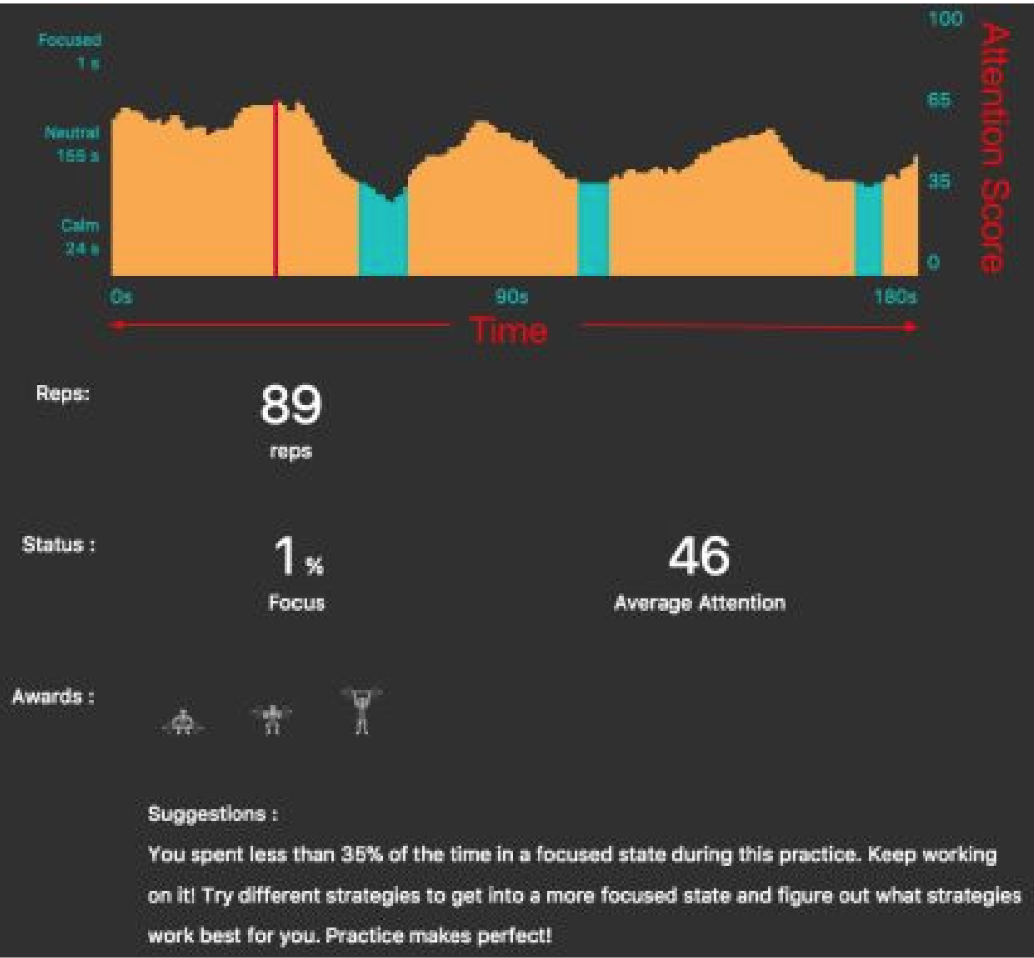 100
Focused
1 s
65
Neutral
155 s
35
Calm
24 s
0
Attention Score
0s 90s 180s
Time
Reps:
89
reps
Status :
1 % 46
Focus Average Attention
Awards :
Suggestions :
You spent less than 35% of the time in a focused state during this practice. Keep working
on it! Try different strategies to get into a more focused state and figure out what strategies
work best for you. Practice makes perfect!